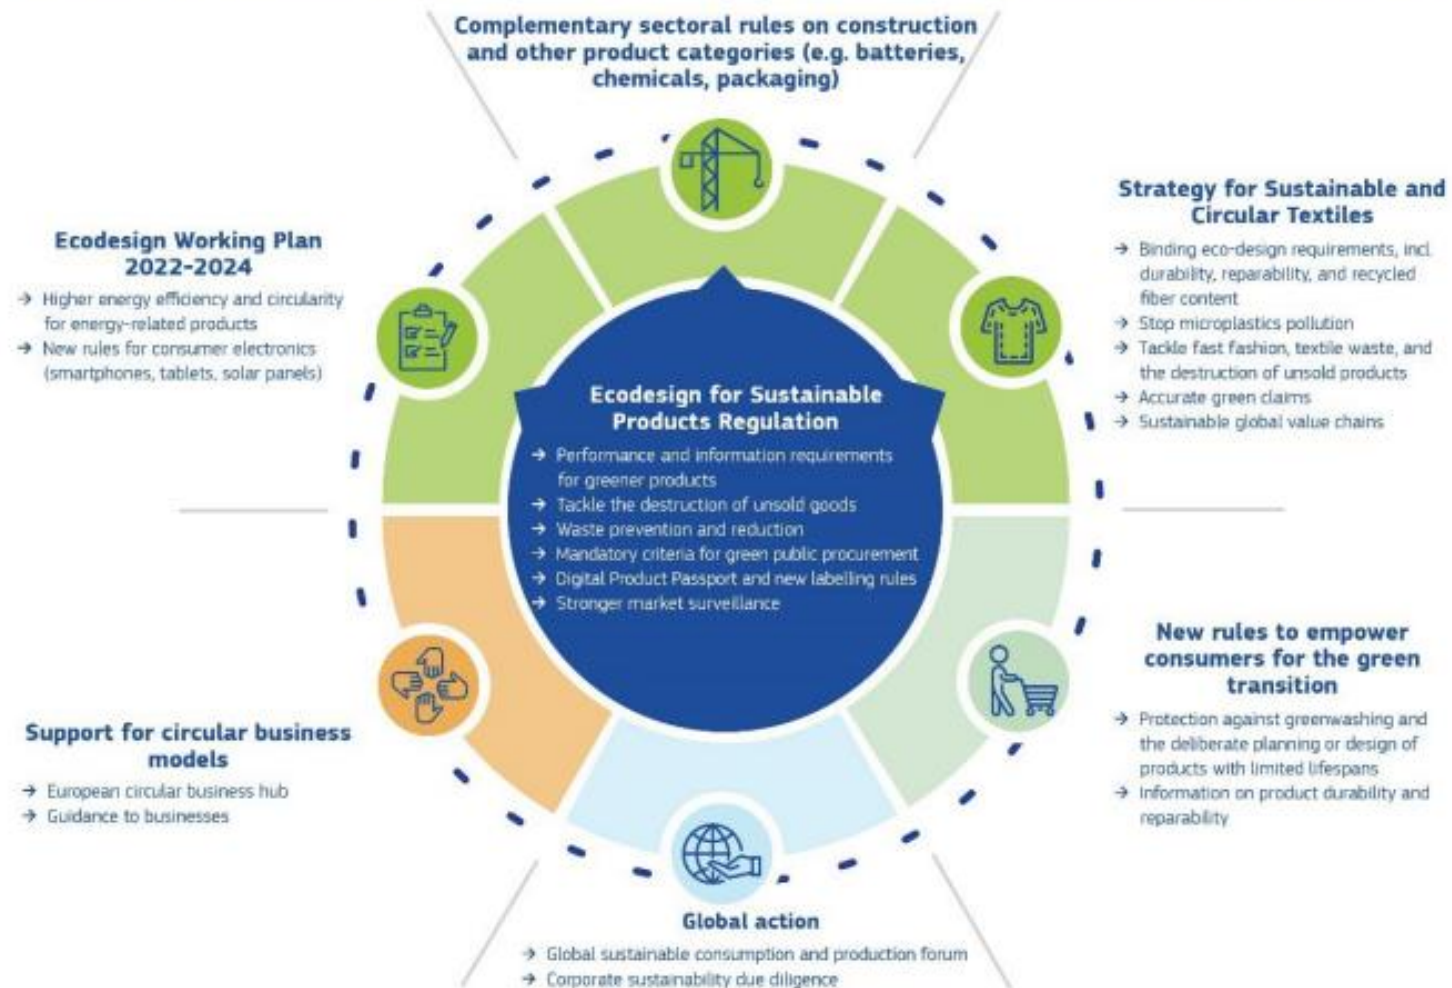 Complementary sectoral rules on construction
and other product categories (e.g. batteries,
chemicals, packaging)
Strategy for Sustainable and
Circular Textiles
→ Binding eco-design requirements, incl.
durability, reparability, and recycled
fiber content
→ Stop microplastics pollution
→ Tackle fast fashion, textile waste, and
the destruction of unsold products
→ Accurate green claims
→ Sustainable global value chains
Ecodesign Working Plan
2022-2024
→ Higher energy efficiency and circularity
for energy-related products
→ New rules for consumer electronics
(smartphones, tablets, solar panels)
Ecodesign for Sustainable
Products Regulation
→ Performance and information requirements
for greener products
→ Tackle the destruction of unsold goods
→ Waste prevention and reduction
→ Mandatory criteria for green public procurement
→ Digital Product Passport and new labelling rules
→ Stronger market surveillance
New rules to empower
consumers for the green
transition
→ Protection against greenwashing and
the deliberate planning or design of
products with limited lifespans
→ Information on product durability and
reparability
Support for circular business
models
→ European circular business hub
→ Guidance to businesses
Global action
→ Global sustainable consumption and production forum
→ Corporate sustainability due diligence